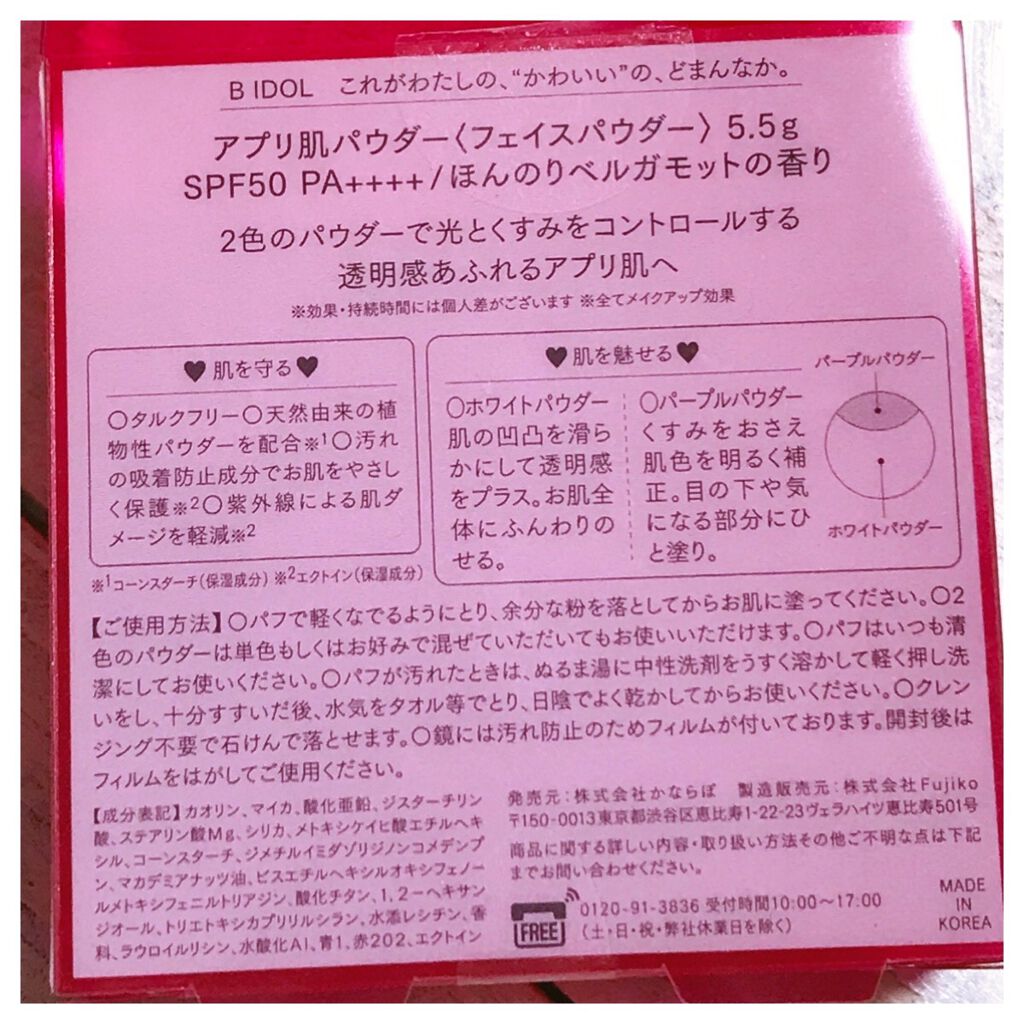 B IDOL これがわたしの、“かわいい”の、どまんなか。
アプリ肌パウダー〈フェイスパウダー〉 5.5g
SPF50 PA++++/ほんのりベルガモットの香り
2色のパウダーで光とくすみをコントロールする
透明感あふれるアプリ肌へ
※効果・持続時間には個人差がございます ※全てメイクアップ効果
♥肌を守る♥
〇タルクフリー〇天然由来の植
物性パウダーを配合※1〇汚れ
の吸着防止成分でお肌をやさし
く保護※2〇紫外線による肌ダ
メージを軽減※2
※1コーンスターチ(保湿成分) ※2エクトイン(保湿成分)
♥肌を魅せる♥
〇ホワイトパウダー
肌の凹凸を滑ら
かにして透明感
をプラス。お肌全
体にふんわりの
せる。
〇パープルパウダー
くすみをおさえ
肌色を明るく補
正。目の下や気
になる部分にひ
と塗り。
パープルパウダー
ホワイトパウダー
【ご使用方法】〇パフで軽くなでるようにとり、余分な粉を落としてからお肌に塗ってください。〇2
色のパウダーは単色もしくはお好みで混ぜていただいてもお使いいただけます。〇パフはいつも清
潔にしてお使いください。〇パフが汚れたときは、ぬるま湯に中性洗剤をうすく溶かして軽く押し洗
いをし、十分すすいだ後、水気をタオル等でとり、日陰でよく乾かしてからお使いください。〇クレン
ジング不要で石けんで落とせます。〇鏡には汚れ防止のためフィルムが付いております。開封後は
フィルムをはがしてご使用ください。
【成分表記】カオリン、マイカ、酸化亜鉛、ジスターチリン
酸、ステアリン酸Mg、シリカ、メトキシケイヒ酸エチルヘキ
シル、コーンスターチ、ジメチルイミダゾリジノンコメデンプ
ン、マカデミアナッツ油、ビスエチルヘキシルオキシフェノー
ルメトキシフェニルトリアジン、酸化チタン、1,2-ヘキサン
ジオール、トリエトキシカプリリルシラン、水添レシチン、香
料、ラウロイルリシン、水酸化Al、青1、赤202、エクトイン
発売元：株式会社かならぼ 製造販売元：株式会社Fujiko
〒150-0013東京都渋谷区恵比寿1-22-23ヴェラハイツ恵比寿501号
商品に関する詳しい内容・取り扱い方法その他ご不明な点は下記
までお問い合わせください。
FREE
0120-91-3836 受付時間10:00〜17:00
(土・日・祝・弊社休業日を除く)
MADE
IN
KOREA